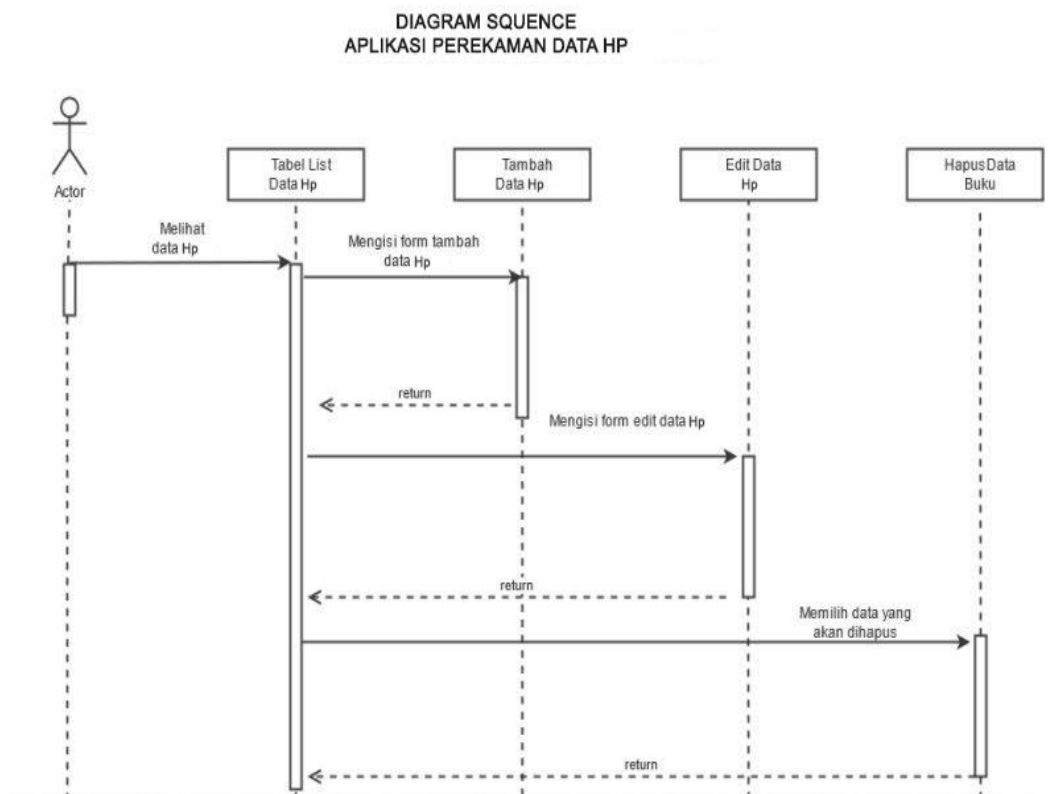 DIAGRAM SQUENCE
APLIKASI PEREKAMAN DATA HP
Actor
Tabel List
Data Hp
Tambah
Data Hp
Edit Data
Hp
HapusData
Buku
Melihat
data Hp
Mengisi form tambah
data Hp
return
Mengisi form edit data Hp
return
Memilih data yang
akan dihapus
return